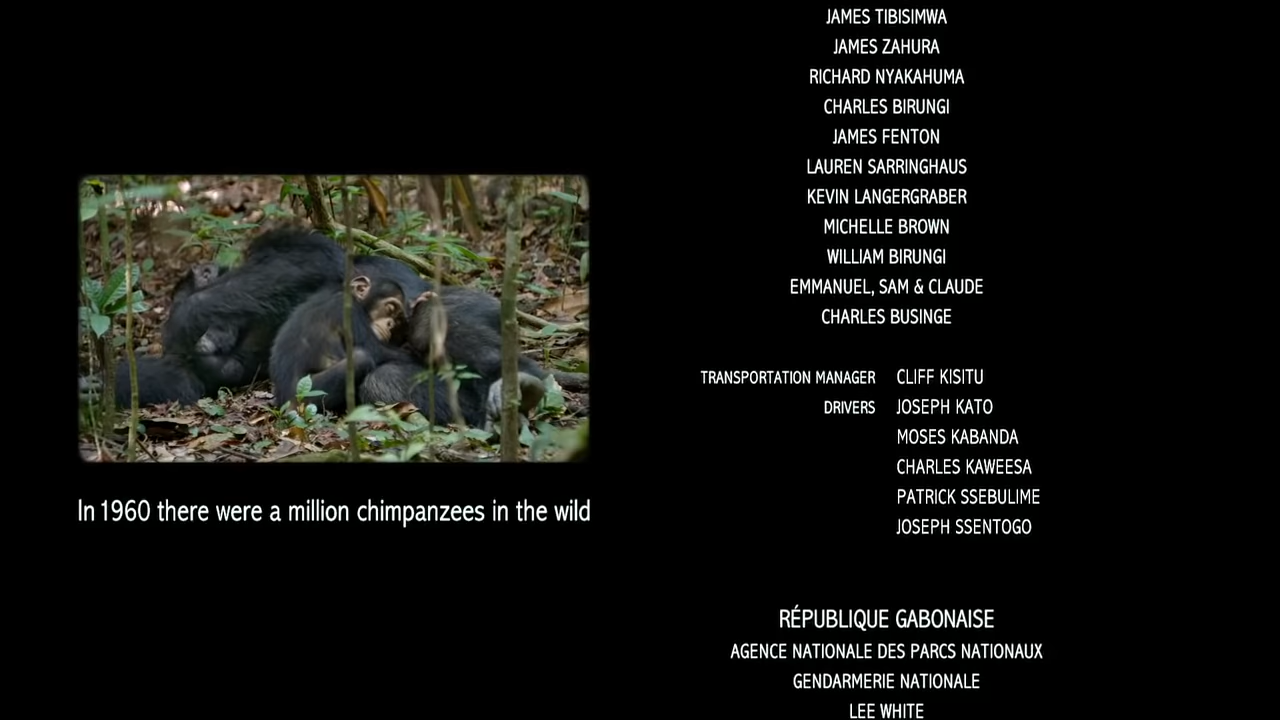 JAMES TIBISIMWA
JAMES ZAHURA
RICHARD NYAKAHUMA
CHARLES BIRUNGI
JAMES FENTON
LAUREN SARRINGHAUS
KEVIN LANGERGRABER
MICHELLE BROWN
WILLIAM BIRUNGI
EMMANUEL, SAM & CLAUDE
CHARLES BUSINGE
TRANSPORTATION MANAGER CLIFF KISITU
DRIVERS JOSEPH KATO
MOSES KABANDA
CHARLES KAWEESA
PATRICK SSEBULIME
JOSEPH SSENTOGO
RÉPUBLIQUE GABONAISE
AGENCE NATIONALE DES PARCS NATIONAUX
GENDARMERIE NATIONALE
LEE WHITE
In 1960 there were a million chimpanzees in the wild